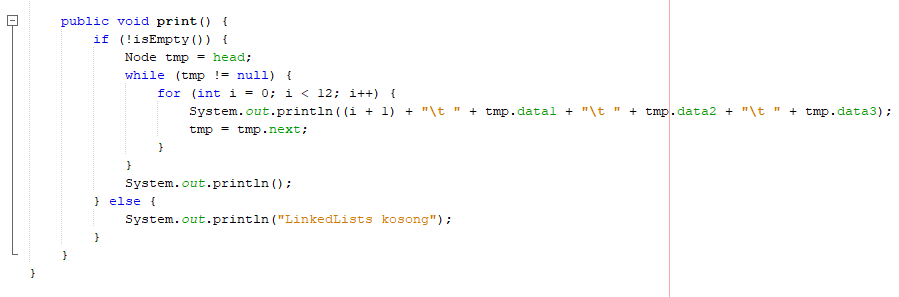 public void print() {
if (!isEmpty()) {
Node tmp = head;
while (tmp != null) {
for (int i = 0; i < 12; i++) {
System.out.println((i + 1) + "\t " + tmp.data1 + "\t " + tmp.data2 + "\t " + tmp.data3);
tmp = tmp.next;
}
}
System.out.println();
} else {
System.out.println("LinkedLists kosong");
}
}
}